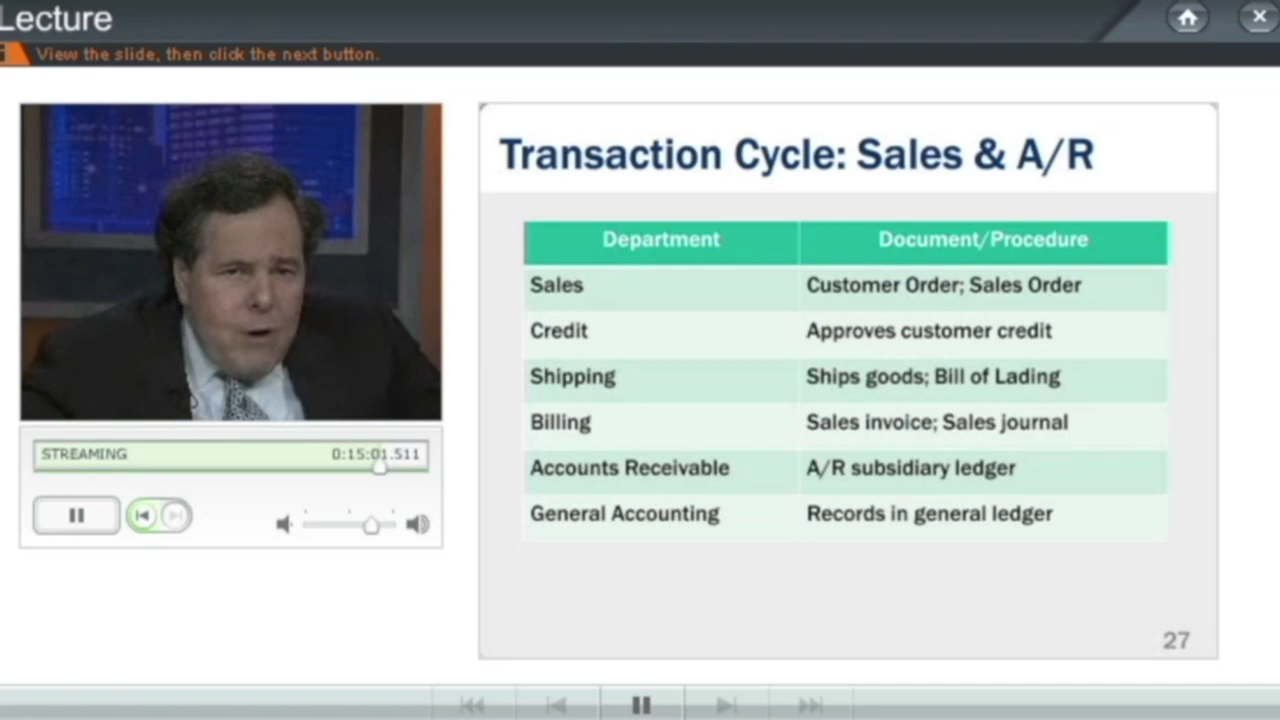 Lecture
View the slide, then click the next button.
Transaction Cycle: Sales & A/R
Department Document/Procedure
Sales Customer Order; Sales Order
Credit Approves customer credit
Shipping Ships goods; Bill of Lading
Billing Sales invoice; Sales journal
Accounts Receivable A/R subsidiary ledger
General Accounting Records in general ledger
STREAMING 0:15:01.511
27